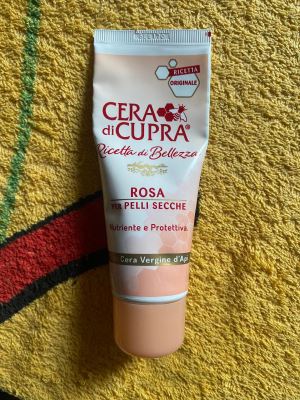 RICETTA
ORIGINALE
CERA
di CUPRA®
Ricetta di Bellezza
ROSA
PER PELLI SECCHE
Nutriente e Protettiva
Cera Vergine d'Api